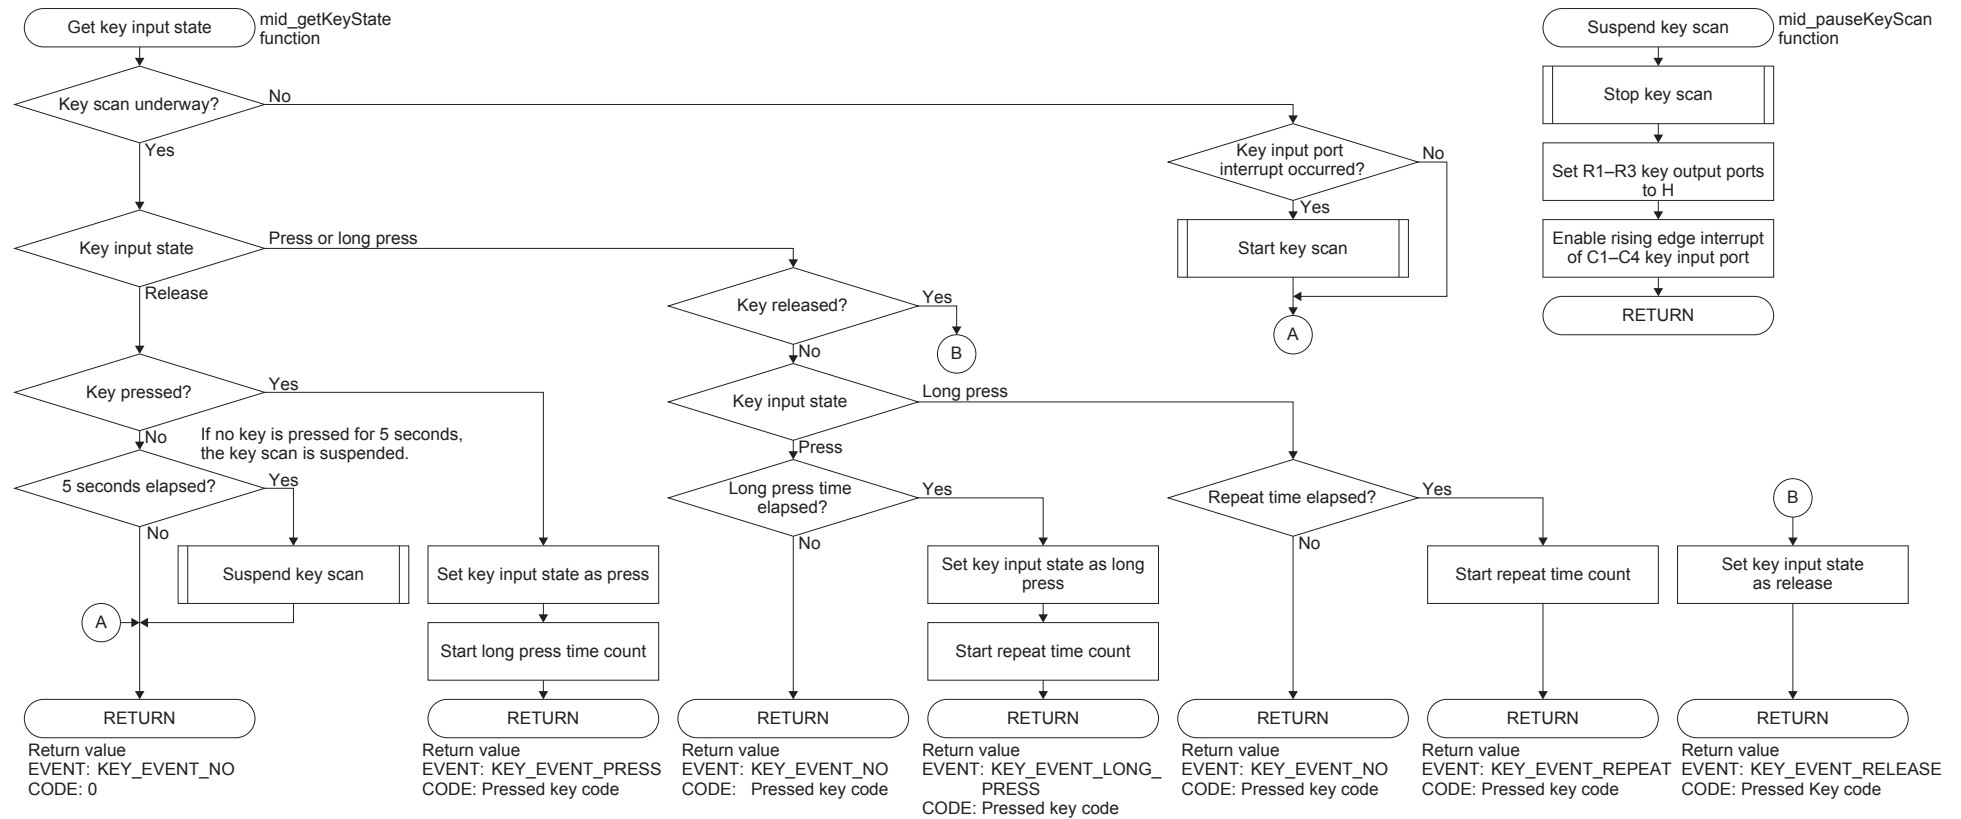 Get key input state
mid_getKeyState
function
Suspend key scan
mid_pauseKeyScan
function
Key scan underway?
No
Yes
Stop key scan
Key input port
interrupt occurred?
No
Yes
Set R1–R3 key output ports
to H
Key input state
Press or long press
Release
Start key scan
Enable rising edge interrupt
of C1–C4 key input port
Key released?
Yes
No
B
A
RETURN
Key pressed?
Yes
No
Key input state
Long press
Press
If no key is pressed for 5 seconds,
the key scan is suspended.
5 seconds elapsed?
Yes
No
Long press time
elapsed?
Yes
No
Repeat time elapsed?
Yes
No
B
Suspend key scan
Set key input state as press
Set key input state as long
press
Start repeat time count
Set key input state
as release
A
Start long press time count
Start repeat time count
RETURN
RETURN
RETURN
RETURN
RETURN
RETURN
RETURN
Return value
EVENT: KEY_EVENT_NO
CODE: 0
Return value
EVENT: KEY_EVENT_PRESS
CODE: Pressed key code
Return value
EVENT: KEY_EVENT_NO
CODE: Pressed key code
Return value
EVENT: KEY_EVENT_LONG_
PRESS
CODE: Pressed key code
Return value
EVENT: KEY_EVENT_NO
CODE: Pressed key code
Return value
EVENT: KEY_EVENT_REPEAT
CODE: Pressed key code
Return value
EVENT: KEY_EVENT_RELEASE
CODE: Pressed Key code